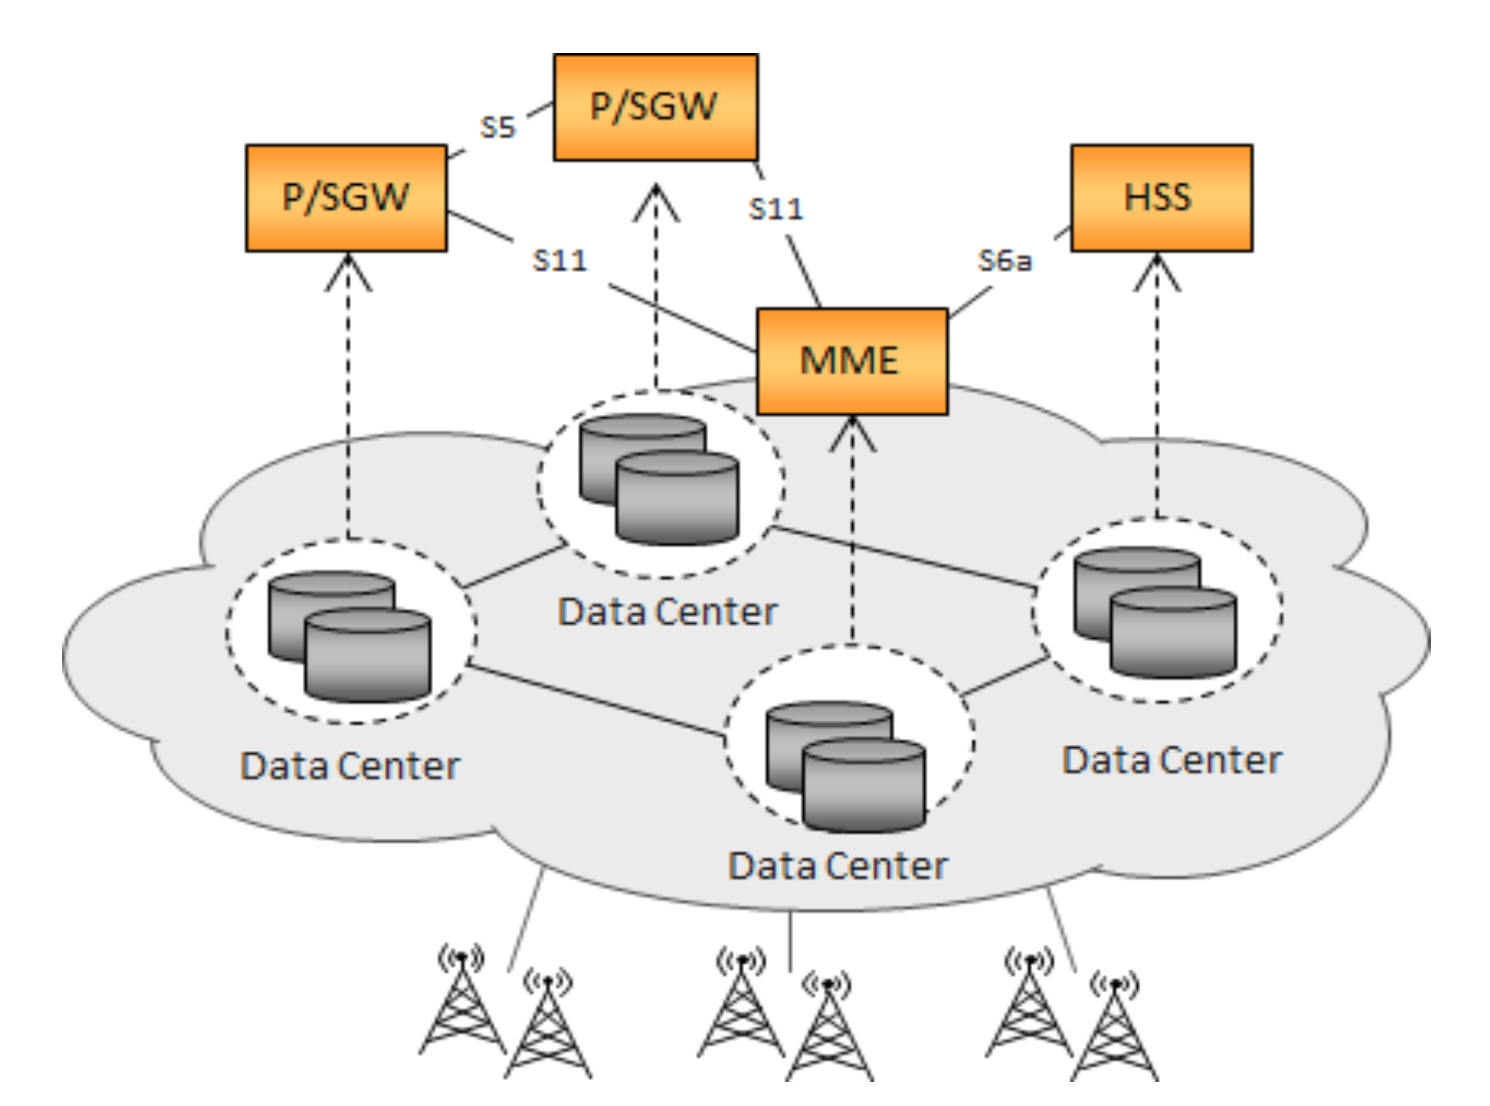 P/SGW
S5
P/SGW
S11
HSS
S11
S6a
MME
Data Center
Data Center
Data Center
Data Center